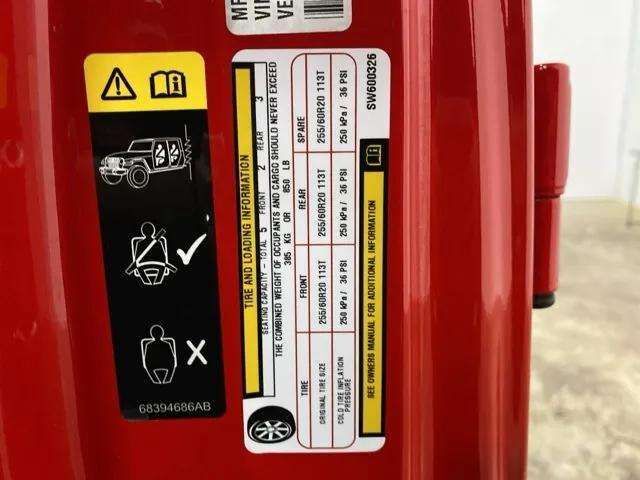 MF
VIN
VE
TIRE AND LOADING INFORMATION
SEATING CAPACITY - TOTAL 5 FRONT 2 REAR 3
THE COMBINED WEIGHT OF OCCUPANTS AND CARGO SHOULD NEVER EXCEED
385 KG OR 850 LB
TIRE FRONT REAR SPARE
ORIGINAL TIRE SIZE 255/60R20 113T 255/60R20 113T 255/60R20 113T
COLD TIRE INFLATION PRESSURE 250 kPa / 36 PSI 250 kPa / 36 PSI 250 kPa / 36 PSI
SEE OWNERS MANUAL FOR ADDITIONAL INFORMATION
SW600326
68394686AB